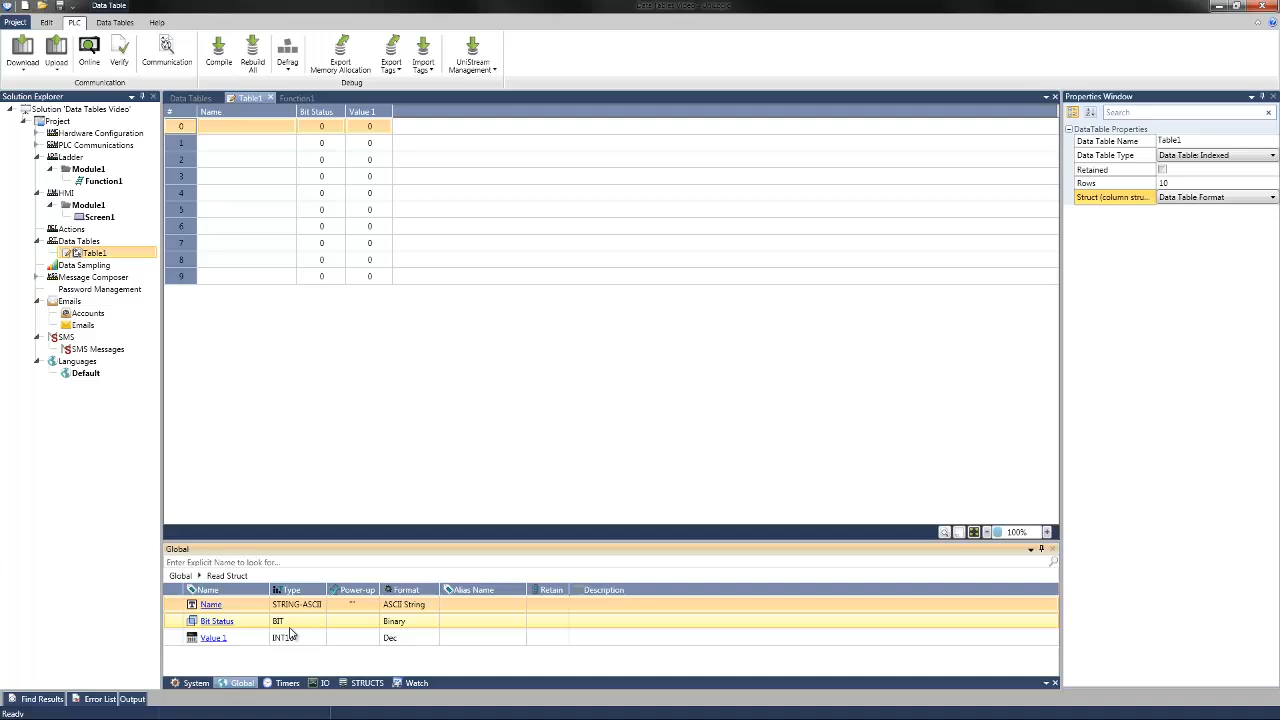 Data Table
Data Tables Video - UniLogic
Project Edit PLC Data Tables Help
Download Upload Online Verify Communication Compile Rebuild All Defrag Export Memory Allocation Export Tags Import Tags UniStream Management
Communication Debug
Solution Explorer
Solution 'Data Tables Video'
Project
Hardware Configuration
PLC Communications
Ladder
Module1
Function1
HMI
Module1
Screen1
Actions
Data Tables
Table1
Data Sampling
Message Composer
Password Management
Emails
Accounts
Emails
SMS
SMS Messages
Languages
Default
Data Tables Table1 Function1
# Name Bit Status Value 1
0 0 0
1 0 0
2 0 0
3 0 0
4 0 0
5 0 0
6 0 0
7 0 0
8 0 0
9 0 0
100%
Properties Window
Search
DataTable Properties
Data Table Name Table1
Data Table Type Data Table: Indexed
Retained
Rows 10
Struct (column stru... Data Table Format
Global
Enter Explicit Name to look for...
Global Read Struct
Name Type Power-up Format Alias Name Retain Description
Name STRING-ASCII "" ASCII String
Bit Status BIT Binary
Value 1 Dec
System Global Timers IO STRUCTS Watch
Find Results Error List Output
Ready